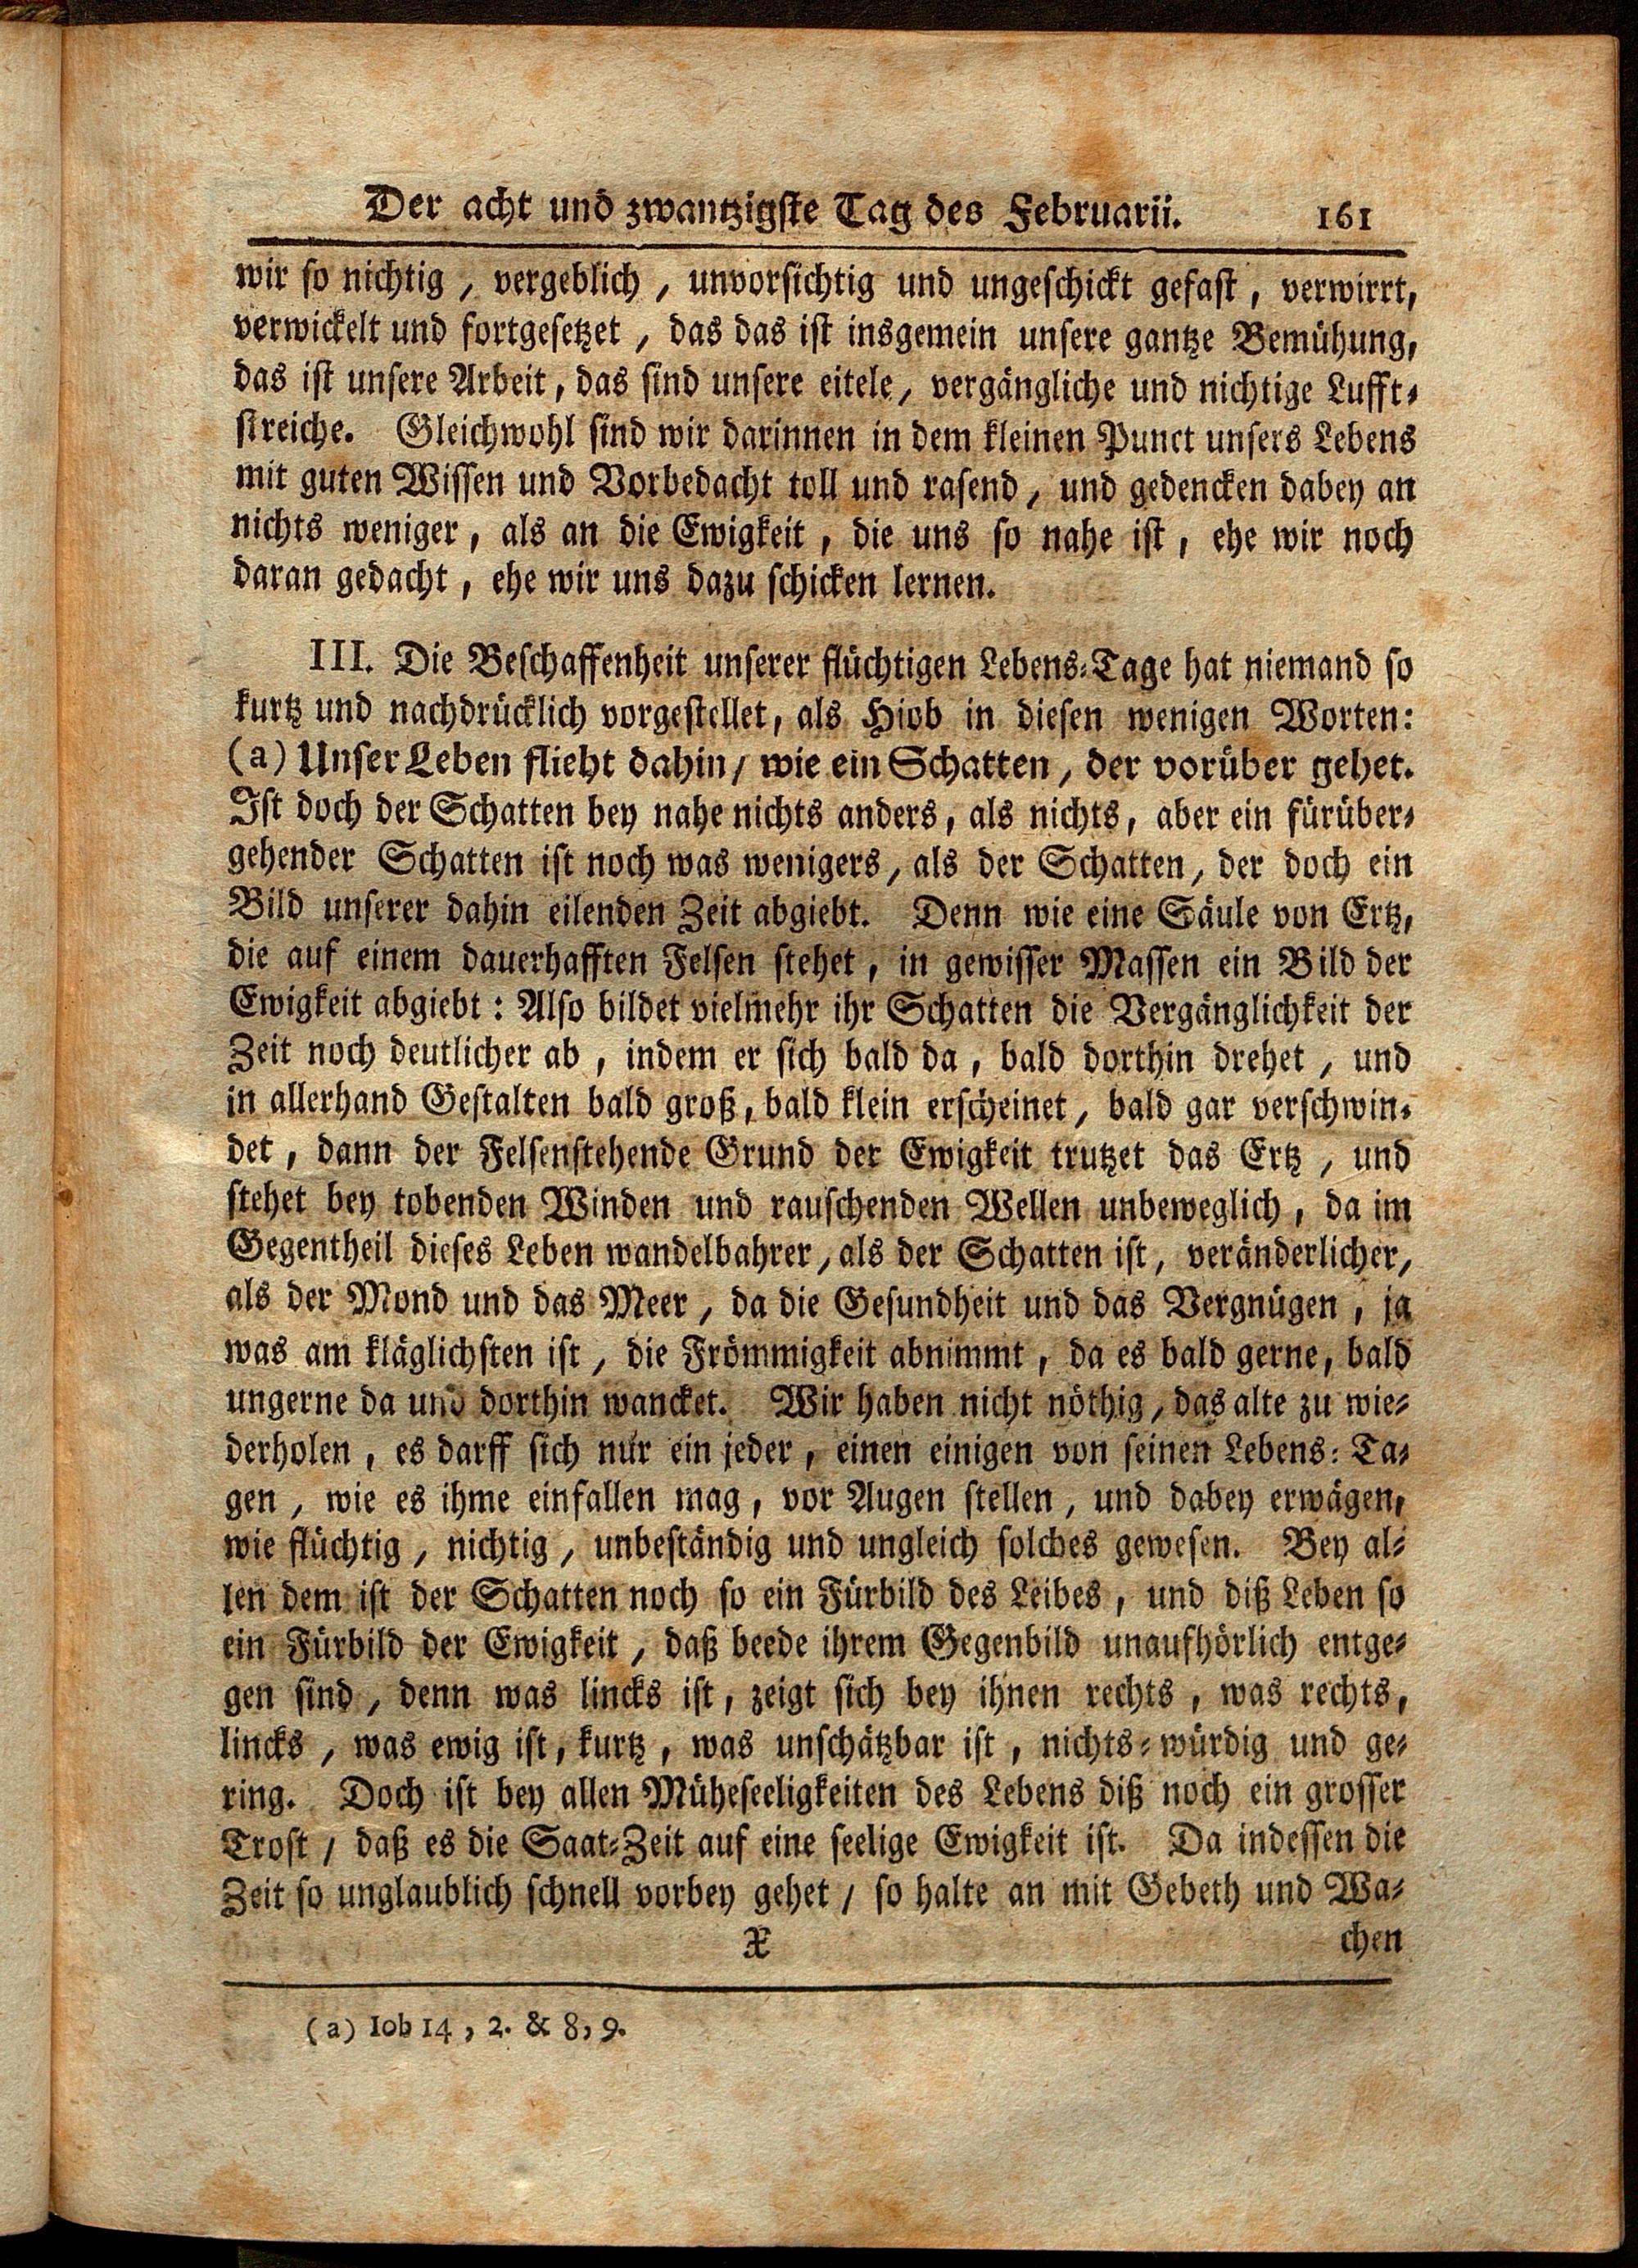 Der acht und zwantzigste Tag des Februarii. 161
wir so nichtig, vergeblich, unvorsichtig und ungeschickt gefast, verwirrt,
verwickelt und fortgesetzet, das das ist insgemein unsere gantze Bemühung,
das ist unsere Arbeit, das sind unsere eitele, vergängliche und nichtige Lufft-
streiche. Gleichwohl sind wir darinnen in dem kleinen Punct unsers Lebens
mit guten Wissen und Vorbedacht toll und rasend, und gedencken dabey an
nichts weniger, als an die Ewigkeit, die uns so nahe ist, ehe wir noch
daran gedacht, ehe wir uns dazu schicken lernen.
III. Die Beschaffenheit unserer flüchtigen Lebens-Tage hat niemand so
kurtz und nachdrücklich vorgestellet, als Hiob in diesen wenigen Worten:
(a) Unser Leben flieht dahin / wie ein Schatten, der vorüber gehet.
Ist doch der Schatten bey nahe nichts anders, als nichts, aber ein fürüber-
gehender Schatten ist noch was wenigers, als der Schatten, der doch ein
Bild unserer dahin eilenden Zeit abgiebt. Denn wie eine Säule von Ertz,
die auf einem dauerhafften Felsen stehet, in gewisser Massen ein Bild der
Ewigkeit abgiebt: Also bildet vielmehr ihr Schatten die Vergänglichkeit der
Zeit noch deutlicher ab, indem er sich bald da, bald dorthin drehet, und
in allerhand Gestalten bald groß, bald klein erscheinet, bald gar verschwin-
det, dann der Felsenstehende Grund der Ewigkeit trutzet das Ertz, und
stehet bey tobenden Winden und rauschenden Wellen unbeweglich, da im
Gegentheil dieses Leben wandelbahrer, als der Schatten ist, veränderlicher,
als der Mond und das Meer, da die Gesundheit und das Vergnügen, ja
was am kläglichsten ist, die Frömmigkeit abnimmt, da es bald gerne, bald
ungerne da und dorthin wancket. Wir haben nicht nöthig, das alte zu wie-
derholen, es darff sich nur ein jeder, einen einigen von seinen Lebens-Ta-
gen, wie es ihme einfallen mag, vor Augen stellen, und dabey erwägen,
wie flüchtig, nichtig, unbeständig und ungleich solches gewesen. Bey al-
len dem ist der Schatten noch so ein Fürbild des Leibes, und diß Leben so
ein Fürbild der Ewigkeit, daß beede ihrem Gegenbild unaufhörlich entge-
gen sind, denn was lincks ist, zeigt sich bey ihnen rechts, was rechts,
lincks, was ewig ist, kurtz, was unschätzbar ist, nichts-würdig und ge-
ring. Doch ist bey allen Müheseeligkeiten des Lebens diß noch ein grosser
Trost / daß es die Saat-Zeit auf eine seelige Ewigkeit ist. Da indessen die
Zeit so unglaublich schnell vorbey gehet / so halte an mit Gebeth und Wa-
X chen
(a) Iob 14, 2. & 8, 9.